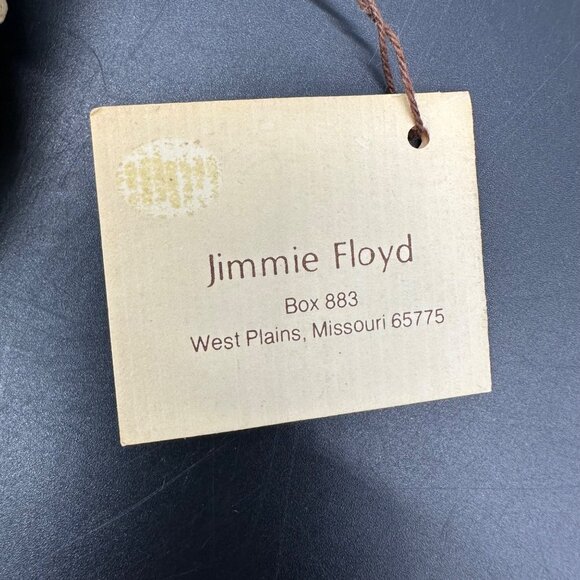 Jimmie Floyd
Box 883
West Plains, Missouri 65775